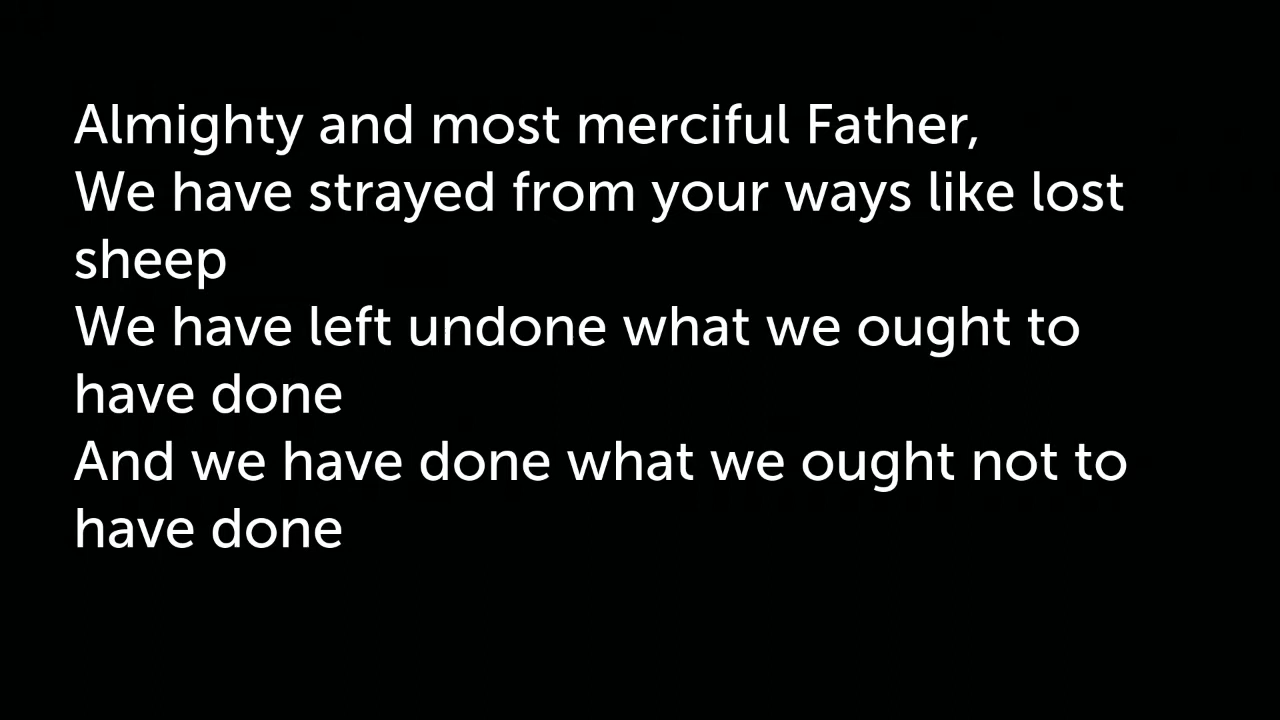 Almighty and most merciful Father,
We have strayed from your ways like lost
sheep
We have left undone what we ought to
have done
And we have done what we ought not to
have done